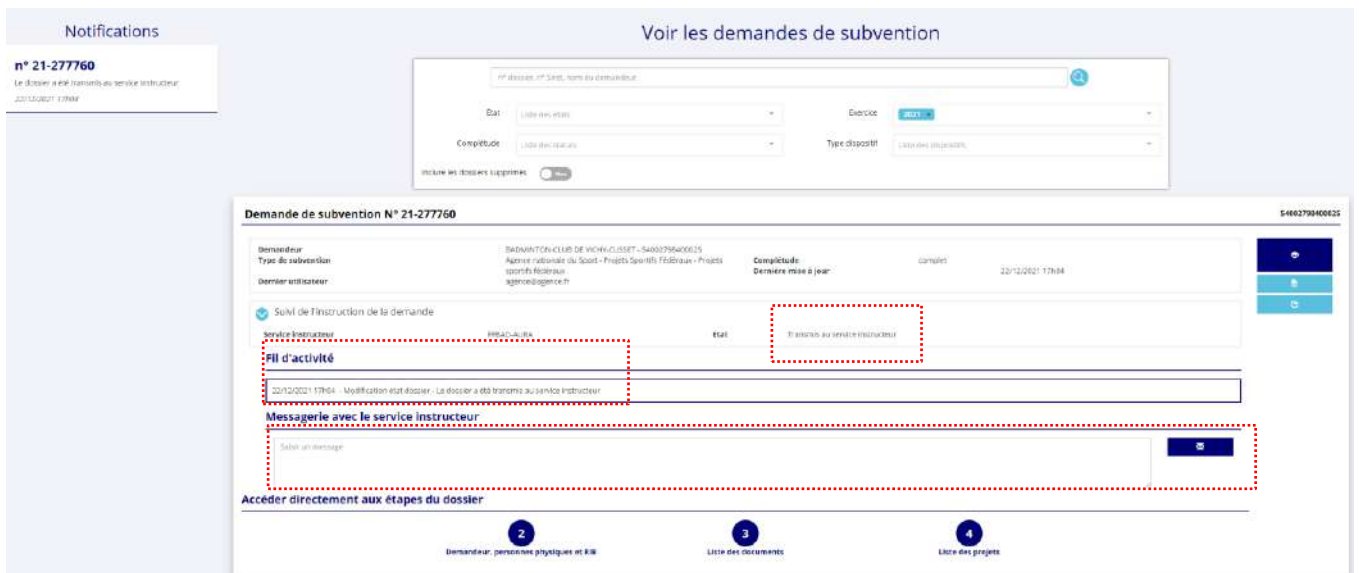 Notifications
Voir les demandes de subvention
n° 21-277760
Le dossier a été transmis au service instructeur
22/12/2021 17h04
n° dossier, n° Siret, nom du demandeur
État
Liste des états
Exercice
2021
Complétude
Liste des statuts
Type dispositif
Liste des dispositifs
Inclure les dossiers supprimés
Non
Demande de subvention N° 21-277760
54002798400025
Demandeur
BADMINTON-CLUB DE VICHY-CUSSET - 54002798400025
Type de subvention
Agence nationale du Sport - Projets Sportifs Fédéraux - Projets
sportifs fédéraux
Complétude
complet
Dernière mise à jour
22/12/2021 17h04
Dernier utilisateur
agence@agence.fr
Suivi de l'instruction de la demande
Service instructeur
FFBAD-AURA
État
Transmis au service instructeur
Fil d'activité
22/12/2021 17h04 - Modification état dossier - Le dossier a été transmis au service instructeur
Messagerie avec le service instructeur
Saisir un message
Accéder directement aux étapes du dossier
2
3
4
Demandeur, personnes physiques et RIB
Liste des documents
Liste des projets